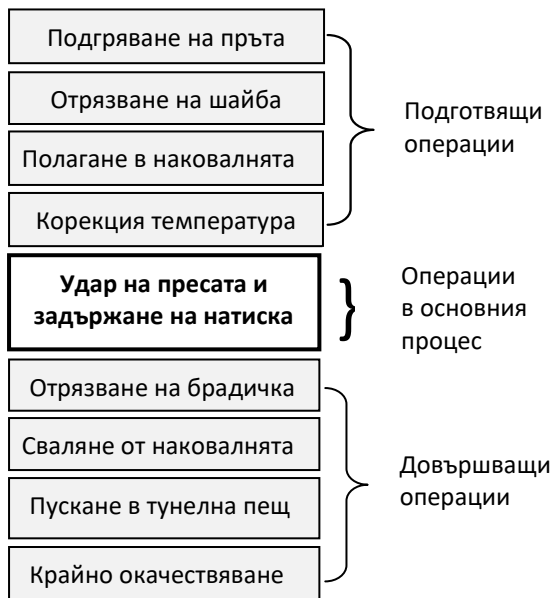 Подгряване на пръта
Отрязване на шайба
Полагане в наковалнята
Корекция температура
Подготвящи
операции
Удар на пресата и
задържане на натиска
Операции
в основния
процес
Отрязване на брадичка
Сваляне от наковалнята
Пускане в тунелна пещ
Крайно окачествяване
Довършващи
операции